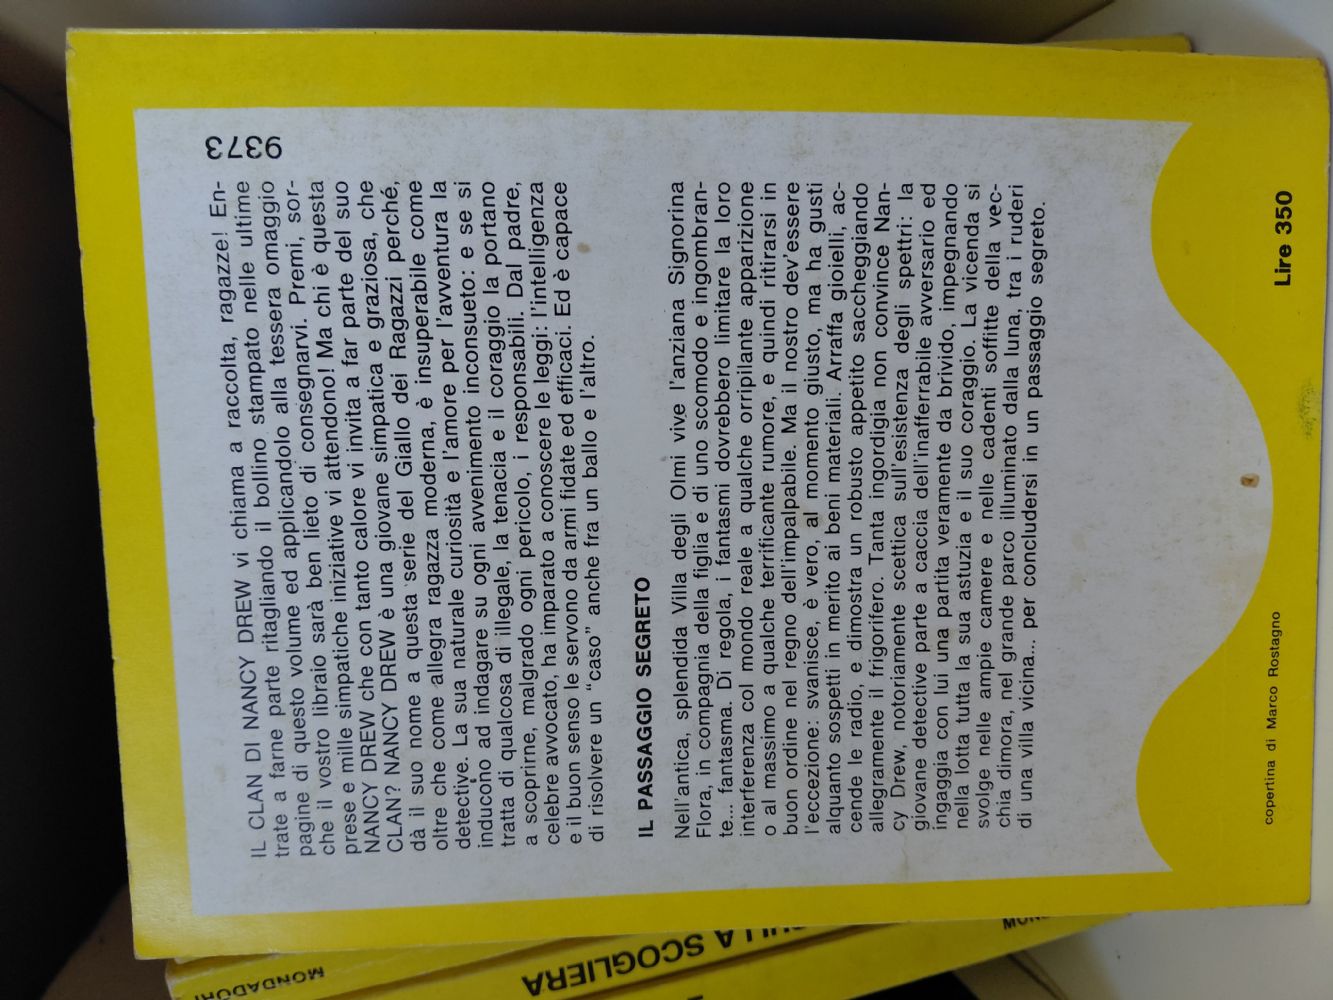 9373
IL CLAN DI NANCY DREW vi chiama a raccolta, ragazze! En-
trate a farne parte ritagliando il bollino stampato nelle ultime
pagine di questo volume ed applicandolo alla tessera omaggio
che il vostro libraio sarà ben lieto di consegnarvi. Premi, sor-
prese e mille simpatiche iniziative vi attendono! Ma chi è questa
NANCY DREW che con tanto calore vi invita a far parte del suo
CLAN? NANCY DREW è una giovane simpatica e graziosa, che
dà il suo nome a questa serie del Giallo dei Ragazzi perché,
oltre che come allegra ragazza moderna, è insuperabile come
detective. La sua naturale curiosità e l'amore per l'avventura la
inducono ad indagare su ogni avvenimento inconsueto: e se si
tratta di qualcosa di illegale, la tenacia e il coraggio la portano
a scoprirne, malgrado ogni pericolo, i responsabili. Dal padre,
celebre avvocato, ha imparato a conoscere le leggi: l'intelligenza
e il buon senso le servono da armi fidate ed efficaci. Ed è capace
di risolvere un "caso" anche fra un ballo e l'altro.
IL PASSAGGIO SEGRETO
Nell'antica, splendida Villa degli Olmi vive l'anziana Signorina
Flora, in compagnia della figlia e di uno scomodo e ingombran-
te... fantasma. Di regola, i fantasmi dovrebbero limitare la loro
interferenza col mondo reale a qualche orripilante apparizione
o al massimo a qualche terrificante rumore, e quindi ritirarsi in
buon ordine nel regno dell'impalpabile. Ma il nostro dev'essere
l'eccezione: svanisce, è vero, al momento giusto, ma ha gusti
alquanto sospetti in merito ai beni materiali. Arraffa gioielli, ac-
cende le radio, e dimostra un robusto appetito saccheggiando
allegramente il frigorifero. Tanta ingordigia non convince Nan-
cy Drew, notoriamente scettica sull'esistenza degli spettri: la
giovane detective parte a caccia dell'inafferrabile avversario ed
ingaggia con lui una partita veramente da brivido, impegnando
nella lotta tutta la sua astuzia e il suo coraggio. La vicenda si
svolge nelle ampie camere e nelle cadenti soffitte della vec-
chia dimora, nel grande parco illuminato dalla luna, tra i ruderi
di una villa vicina... per concludersi in un passaggio segreto.
copertina di Marco Rostagno
Lire 350
MONDADORI
SULLA SCOGLIERA